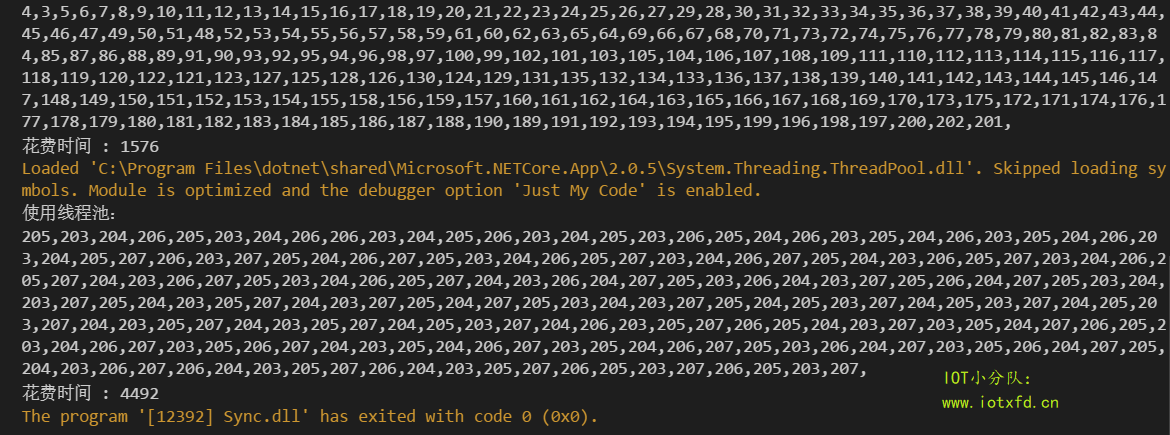 4,3,5,6,7,8,9,10,11,12,13,14,15,16,17,18,19,20,21,22,23,24,25,26,27,29,28,30,31,32,33,34,35,36,37,38,39,40,41,42,43,44,
45,46,47,49,50,51,48,52,53,54,55,56,57,58,59,61,60,62,63,65,64,69,66,67,68,70,71,73,72,74,75,76,77,78,79,80,81,82,83,8
4,85,87,86,88,89,91,90,93,92,95,94,96,98,97,100,99,102,101,103,105,104,106,107,108,109,111,110,112,113,114,115,116,117,
118,119,120,122,121,123,127,125,128,126,130,124,129,131,135,132,134,133,136,137,138,139,140,141,142,143,144,145,146,14
7,148,149,150,151,152,153,154,155,158,156,159,157,160,161,162,164,163,165,166,167,168,169,170,173,175,172,171,174,176,1
77,178,179,180,181,182,183,184,185,186,187,188,190,189,191,192,193,194,195,199,196,198,197,200,202,201,
花费时间 : 1576
Loaded 'C:\Program Files\dotnet\shared\Microsoft.NETCore.App\2.0.5\System.Threading.ThreadPool.dll'. Skipped loading sy
mbols. Module is optimized and the debugger option 'Just My Code' is enabled.
使用线程池：
205,203,204,206,205,203,204,206,206,203,204,205,206,203,204,205,204,205,203,206,205,204,206,203,205,204,206,203,205,204,206,20
3,204,205,207,206,203,207,205,204,206,207,203,205,204,206,207,203,206,204,207,205,204,203,206,205,207,203,204,206,2
05,207,204,203,206,205,207,203,204,206,205,207,204,203,207,204,203,206,204,207,205,203,206,204,207,205,203,204,
203,207,205,204,203,205,207,204,203,207,205,204,207,205,203,204,203,207,205,204,205,203,207,204,205,203,207,204,205,20
3,207,204,203,205,207,204,203,205,207,204,205,203,207,204,206,203,205,207,206,205,204,203,207,203,205,204,207,206,205,2
03,204,206,207,203,205,206,207,204,203,205,204,206,207,205,203,204,206,207,205,203,206,204,207,203,205,206,204,207,205,
204,203,206,207,206,204,203,205,207,206,204,203,205,207,206,205,203,207,206,205,203,207,
花费时间 : 4492
The program '[12392] Sync.dll' has exited with code 0 (0x0).
IOT小分队：
www.iotxfd.cn